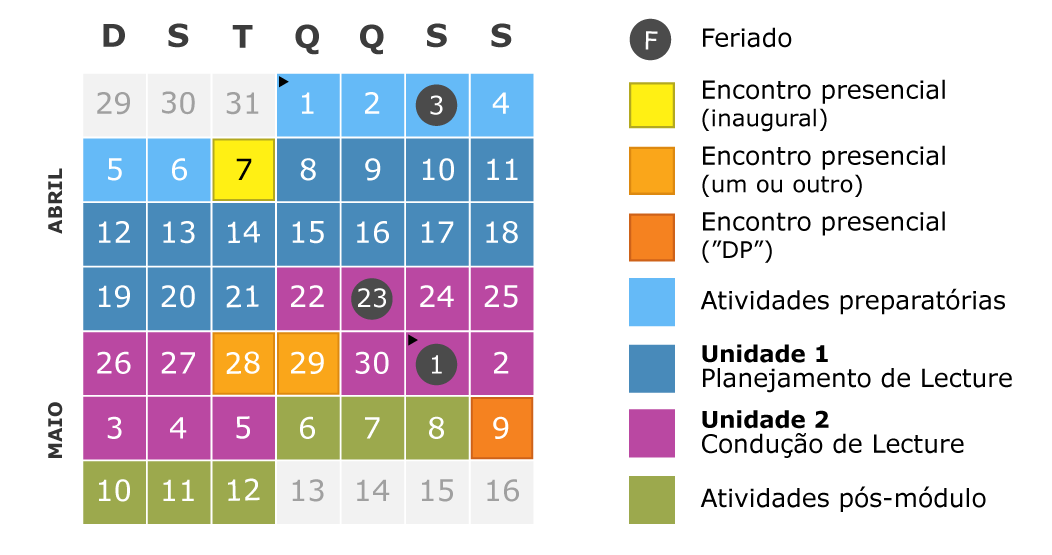 D S T Q Q S S
29 30 31 1 2 3 4
5 6 7 8 9 10 11
12 13 14 15 16 17 18
19 20 21 22 23 24 25
26 27 28 29 30 1 2
3 4 5 6 7 8 9
10 11 12 13 14 15 16
ABRIL
MAIO
F Feriado
Encontro presencial
(inaugural)
Encontro presencial
(um ou outro)
Encontro presencial
(”DP”)
Atividades preparatórias
Unidade 1
Planejamento de Lecture
Unidade 2
Condução de Lecture
Atividades pós-módulo